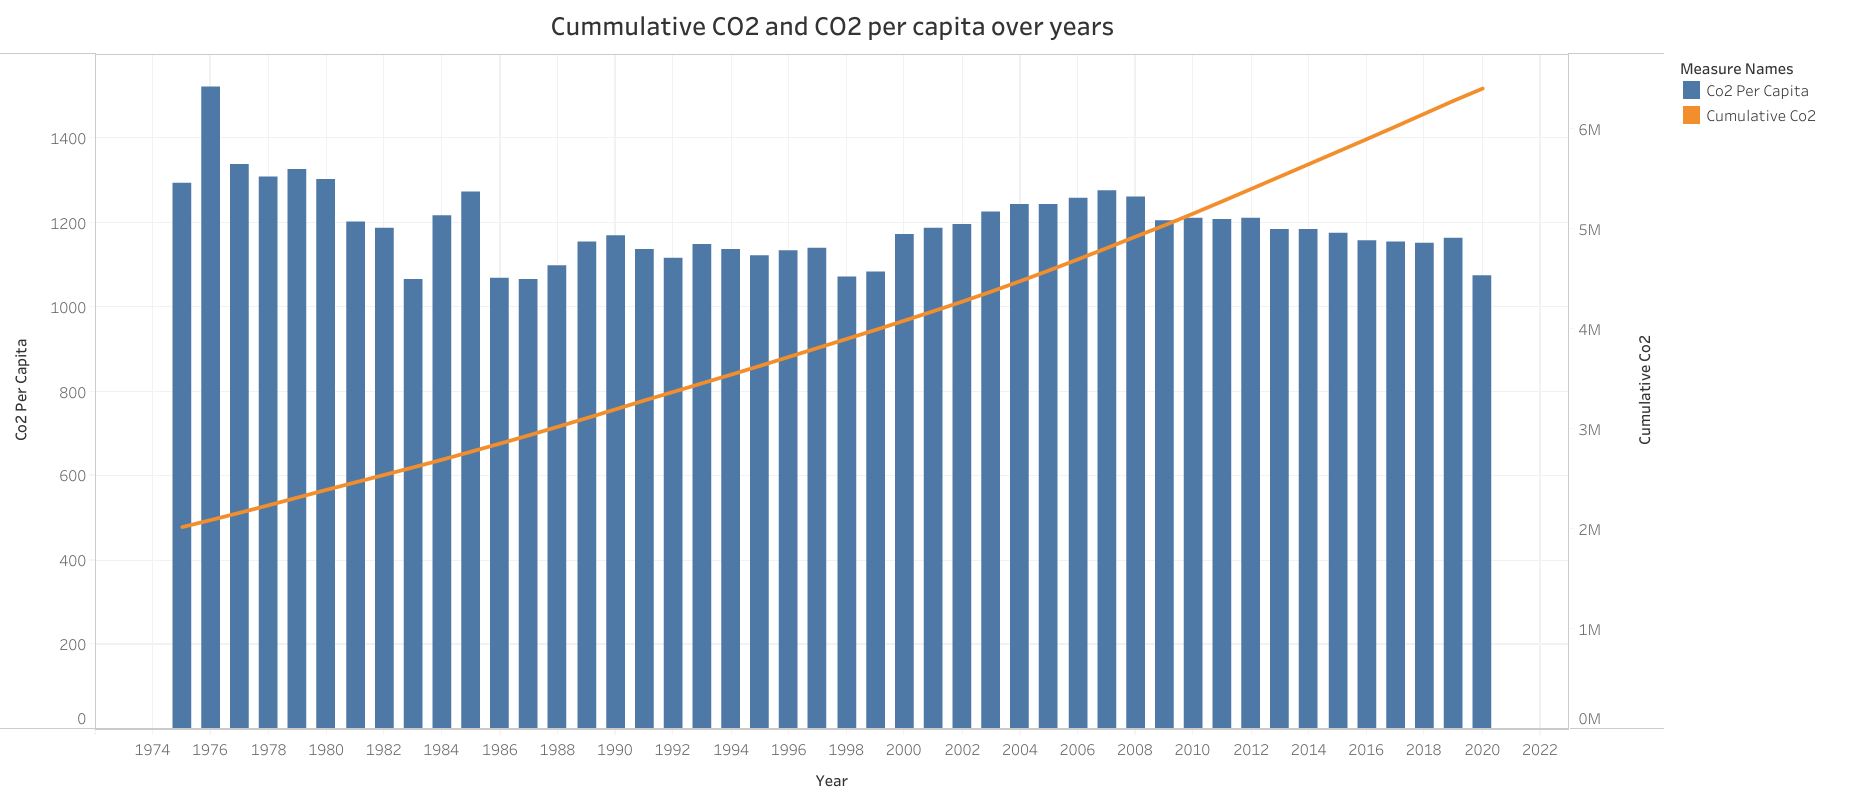 Cummulative CO2 and CO2 per capita over years
Measure Names
Co2 Per Capita
Cumulative Co2
Co2 Per Capita
1400
1200
1000
800
600
400
200
0
6M
5M
4M
3M
2M
1M
0M
Cumulative Co2
1974 1976 1978 1980 1982 1984 1986 1988 1990 1992 1994 1996 1998 2000 2002 2004 2006 2008 2010 2012 2014 2016 2018 2020 2022
Year